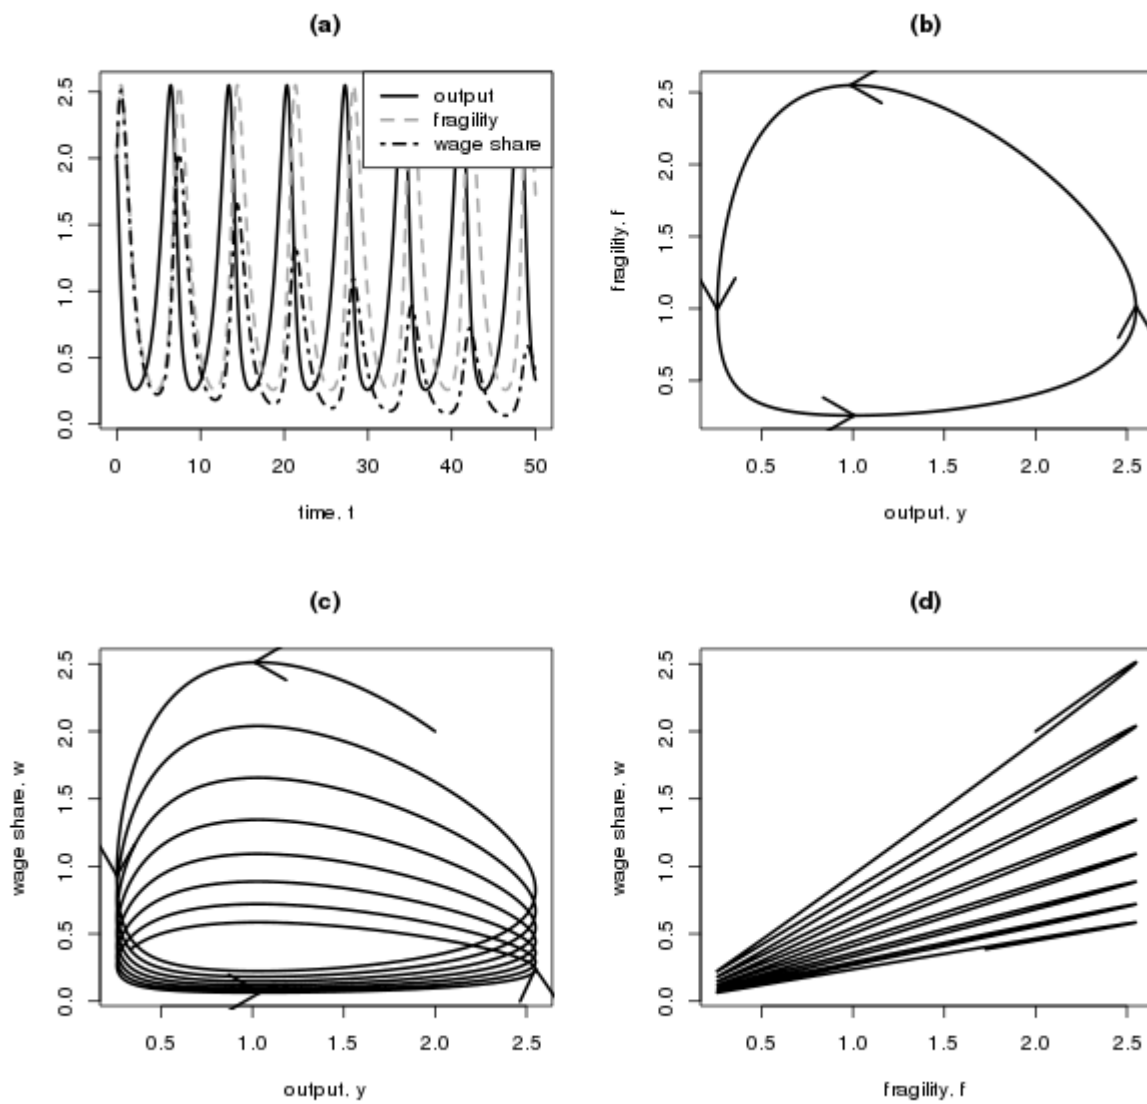 (a)
2.5
2.0
1.5
1.0
0.5
0.0
output
fragility
wage share
0 10 20 30 40 50
time, t
(b)
fragility, f
2.5
2.0
1.5
1.0
0.5
0.5 1.0 1.5 2.0 2.5
output, y
(c)
wage share, w
2.5
2.0
1.5
1.0
0.5
0.0
0.5 1.0 1.5 2.0 2.5
output, y
(d)
wage share, w
2.5
2.0
1.5
1.0
0.5
0.0
0.5 1.0 1.5 2.0 2.5
fragility, f